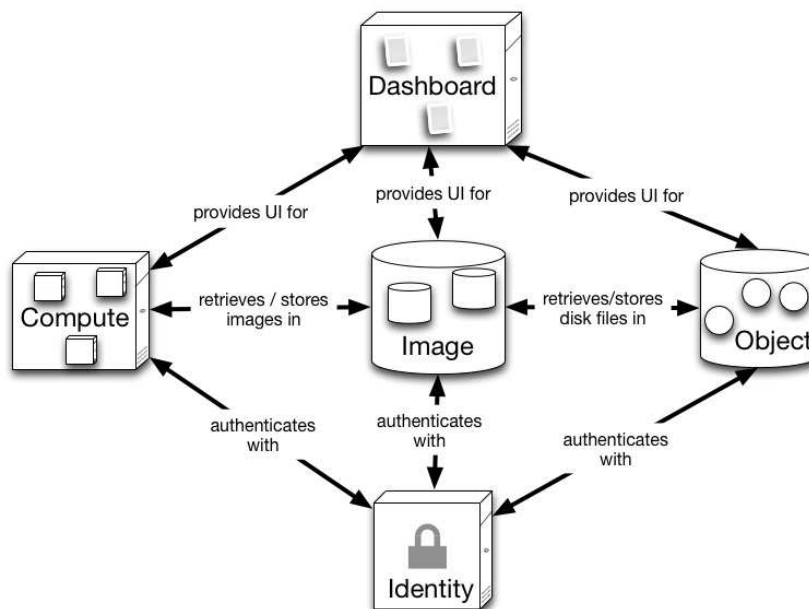 Dashboard
provides UI for
provides UI for
provides UI for
Compute
retrieves / stores
images in
Image
retrieves/stores
disk files in
Object
authenticates
with
authenticates
with
authenticates
with
Identity